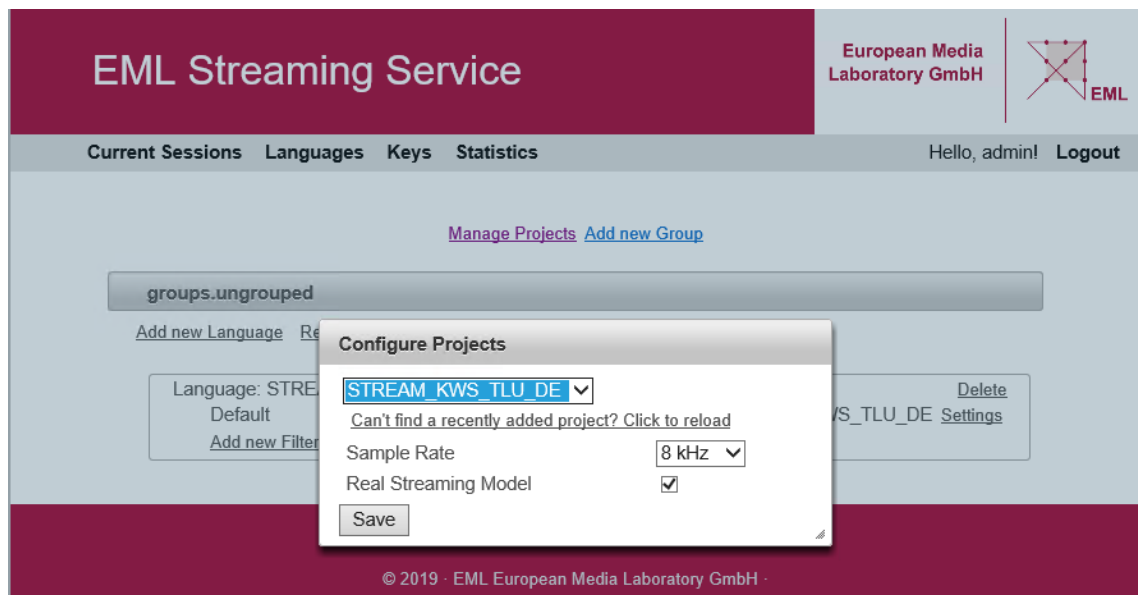 EML Streaming Service
European Media
Laboratory GmbH
EML
Current Sessions Languages Keys Statistics Hello, admin! Logout
Manage Projects Add new Group
groups.ungrouped
Add new Language
Configure Projects
Language:
STREAM_KWS_TLU_DE
Delete
Default
Can't find a recently added project? Click to reload
Settings
Add new Filter
Sample Rate 8 kHz
Real Streaming Model
Save
© 2019 · EML European Media Laboratory GmbH ·